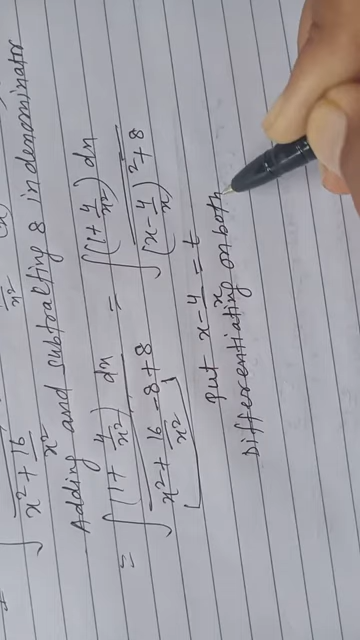 ∫ x² + 16/x²
Adding and subtracting 8 in denominator
= ∫ (1 + 4/x²) dx / x² + 16/x² - 8 + 8 = ∫ (1 + 4/x²) dx / (x - 4/x)² + 8
Put x - 4/x = t
Differentiating on both